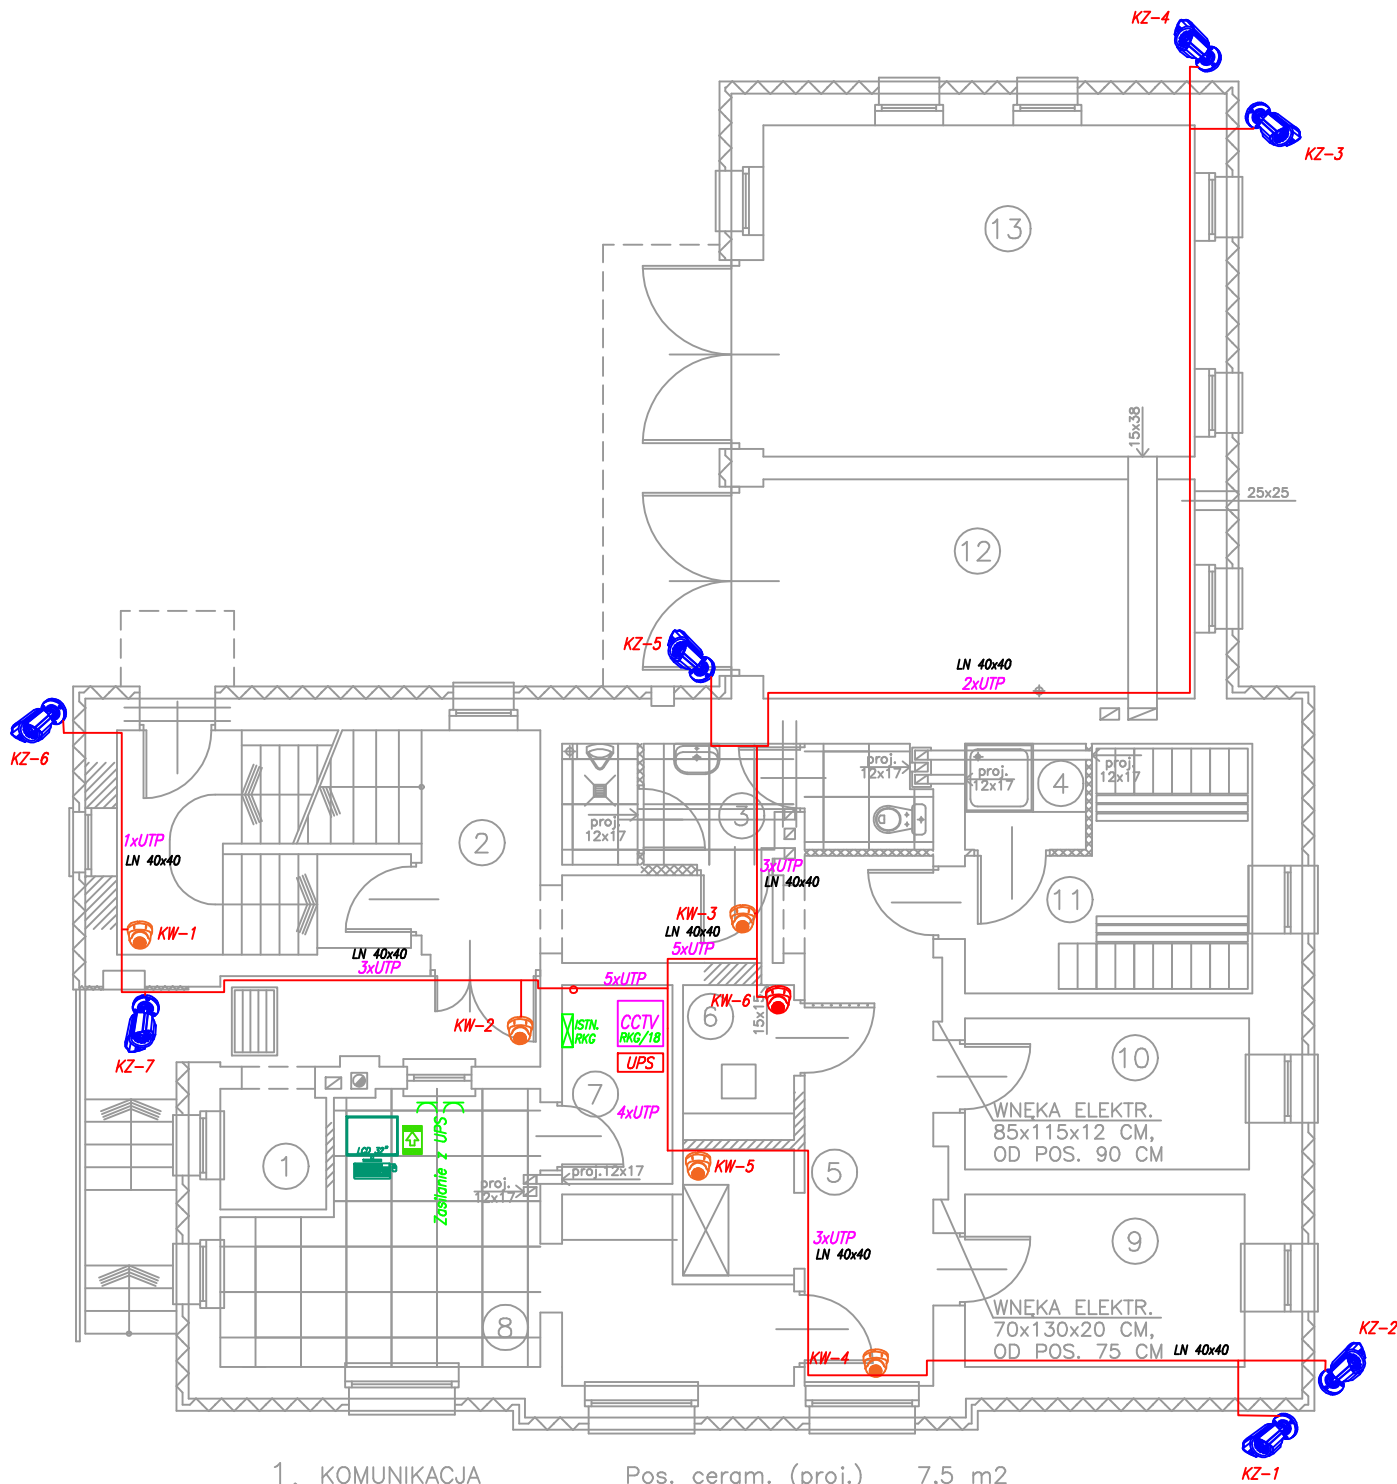 KZ-4
KZ-3
13
15x38
25x25
12
KZ-5
LN 40x40
2xUTP
KZ-6
proj.
12x17
proj.
12x17
4
proj.
12x17
3
proj.
12x17
2
1xUTP
LN 40x40
3xUTP
LN 40x40
11
KW-1
KW-3
LN 40x40
5xUTP
LN 40x40
3xUTP
5xUTP
KW-6
15x15
6
KW-2
ISTN.
RKG
CCTV
RKG/18
UPS
KZ-7
10
7
4xUTP
WNĘKA ELEKTR.
85x115x12 CM,
OD POS. 90 CM
LCD 32"
Zasilanie z UPS
1
KW-5
5
proj.12x17
proj.
12x17
3xUTP
LN 40x40
9
8
WNĘKA ELEKTR.
70x130x20 CM,
OD POS. 75 CM
LN 40x40
KZ-2
KW-4
KZ-1
1. KOMUNIKACJA Pos. ceram. (proj.) 7.5 m2